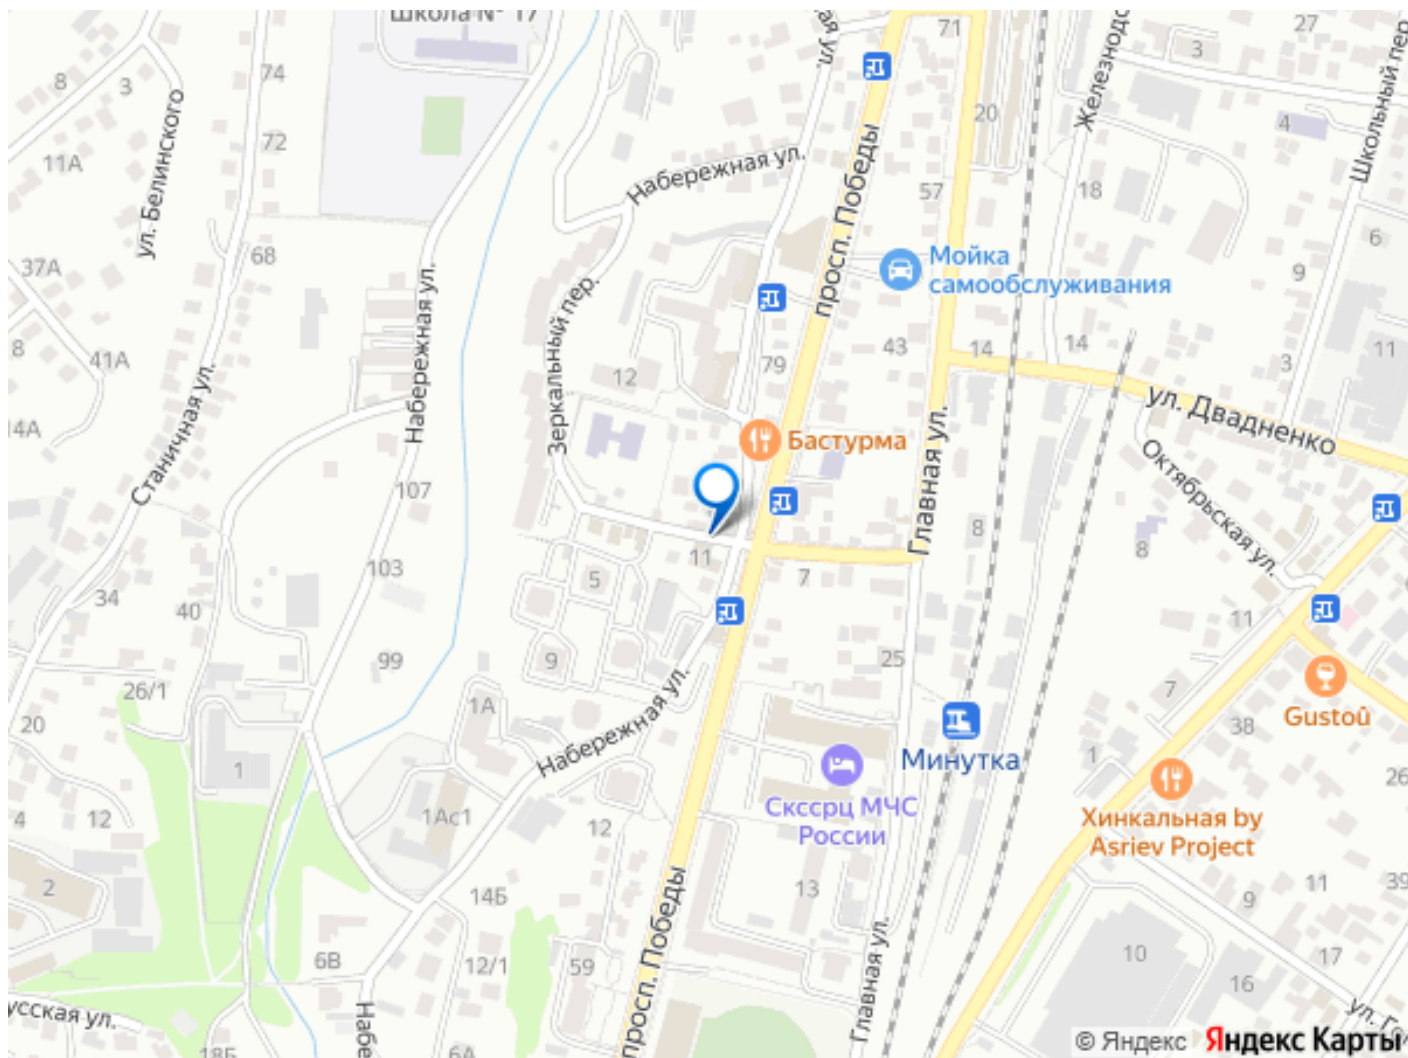 Школа № 17
71
27
3
Железнодо
Школьный пер.
8
3
74
72
11А
ул. Белинского
20
4
Набережная ул.
просп. Победы
57
18
68
37А
Мойка
самообслуживания
6
9
Набережная ул.
Зеркальный пер.
8
41А
79
43
14
14
3
11
12
Станичная ул.
ул. Двадненко
4А
Бастурма
Главная ул.
Октябрьская ул.
107
8
8
11
103
5
7
34
40
11
99
9
25
26/1
7
Gustoû
20
1А
38
Набережная ул.
Минутка
1
1
26
Скссрц МЧС
России
Хинкальная by
Asriev Project
4
12
1Ас1
12
2
14Б
13
11
39
9
просп. Победы
6В
12/1
59
10
17
16
Главная ул.
усская ул.
Набе
18Б
6А
ул. Го
© Яндекс Яндекс Карты